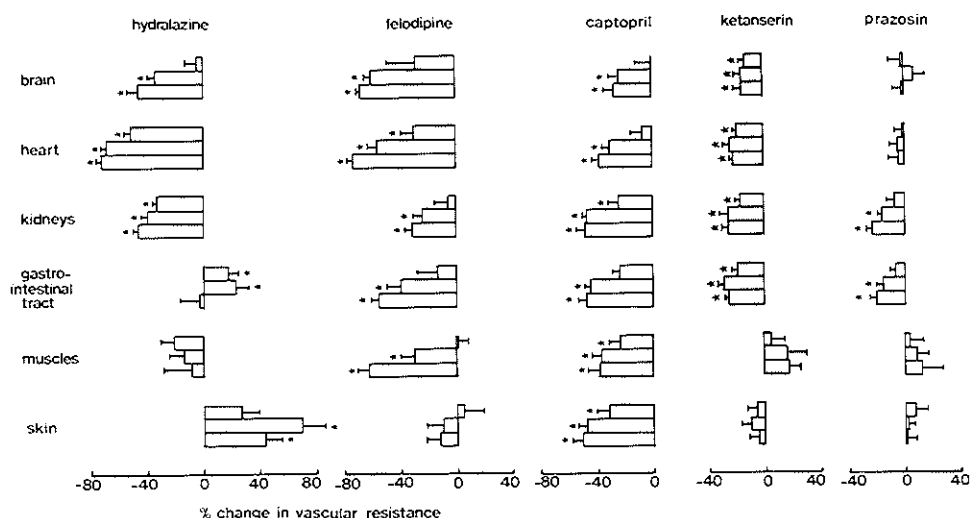 hydralazine felodipine captopril ketanserin prazosin
brain
heart
kidneys
gastro-
intestinal
tract
muscles
skin
-80 -40 0 40 80 -80 -40 0 40 -80 -40 0 -40 0 40 -40 0 40
% change in vascular resistance